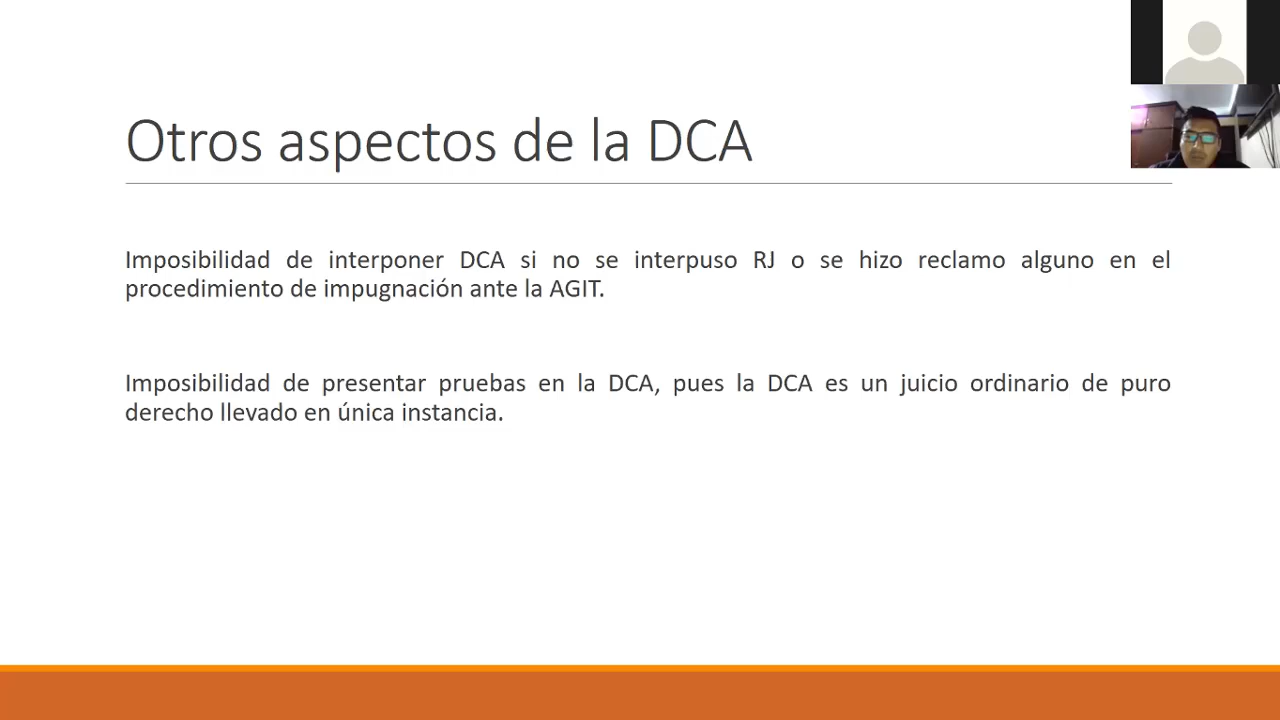 Otros aspectos de la DCA
Imposibilidad de interponer DCA si no se interpuso RJ o se hizo reclamo alguno en el
procedimiento de impugnación ante la AGIT.
Imposibilidad de presentar pruebas en la DCA, pues la DCA es un juicio ordinario de puro
derecho llevado en única instancia.